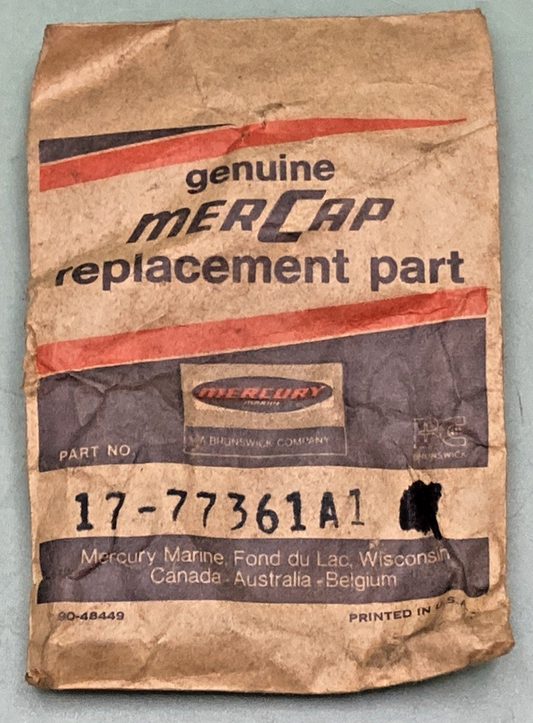 genuine
MERCAP
replacement part
MERCURY
MARINE
A BRUNSWICK COMPANY
BRUNSWICK
PART NO.
17-77361A1
Mercury Marine, Fond du Lac, Wisconsin
Canada - Australia - Belgium
90-48449
PRINTED IN U.S.A.